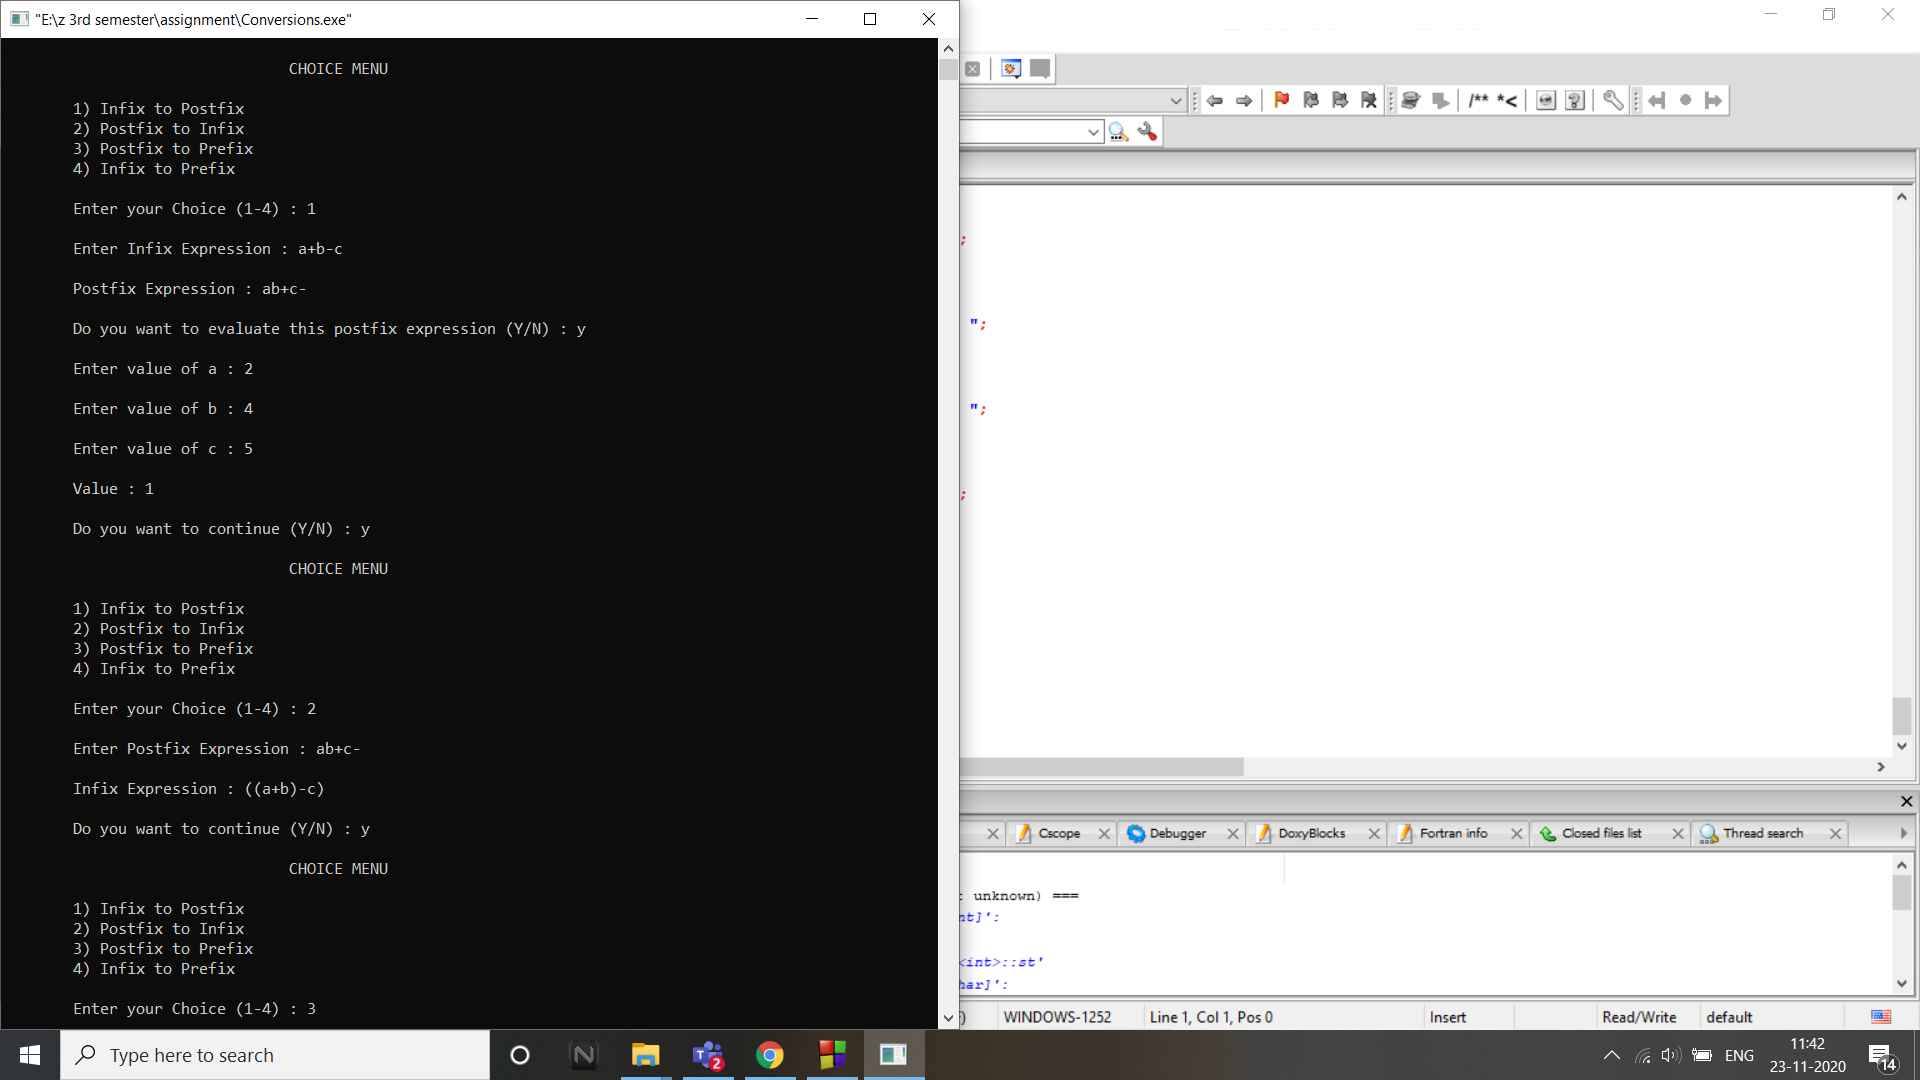 "E:\z 3rd semester\assignment\Conversions.exe"
CHOICE MENU
1) Infix to Postfix
2) Postfix to Infix
3) Postfix to Prefix
4) Infix to Prefix
Enter your Choice (1-4) : 1
Enter Infix Expression : a+b-c
Postfix Expression : ab+c-
Do you want to evaluate this postfix expression (Y/N) : y
Enter value of a : 2
Enter value of b : 4
Enter value of c : 5
Value : 1
Do you want to continue (Y/N) : y
CHOICE MENU
1) Infix to Postfix
2) Postfix to Infix
3) Postfix to Prefix
4) Infix to Prefix
Enter your Choice (1-4) : 2
Enter Postfix Expression : ab+c-
Infix Expression : ((a+b)-c)
Do you want to continue (Y/N) : y
CHOICE MENU
1) Infix to Postfix
2) Postfix to Infix
3) Postfix to Prefix
4) Infix to Prefix
Enter your Choice (1-4) : 3
/** *<
;
";
";
;
Cscope Debugger DoxyBlocks Fortran info Closed files list Thread search
: unknown) ===
nt]':
<int>::st'
har]':
) WINDOWS-1252 Line 1, Col 1, Pos 0 Insert Read/Write default
Type here to search
2
ENG
11:42
23-11-2020
14